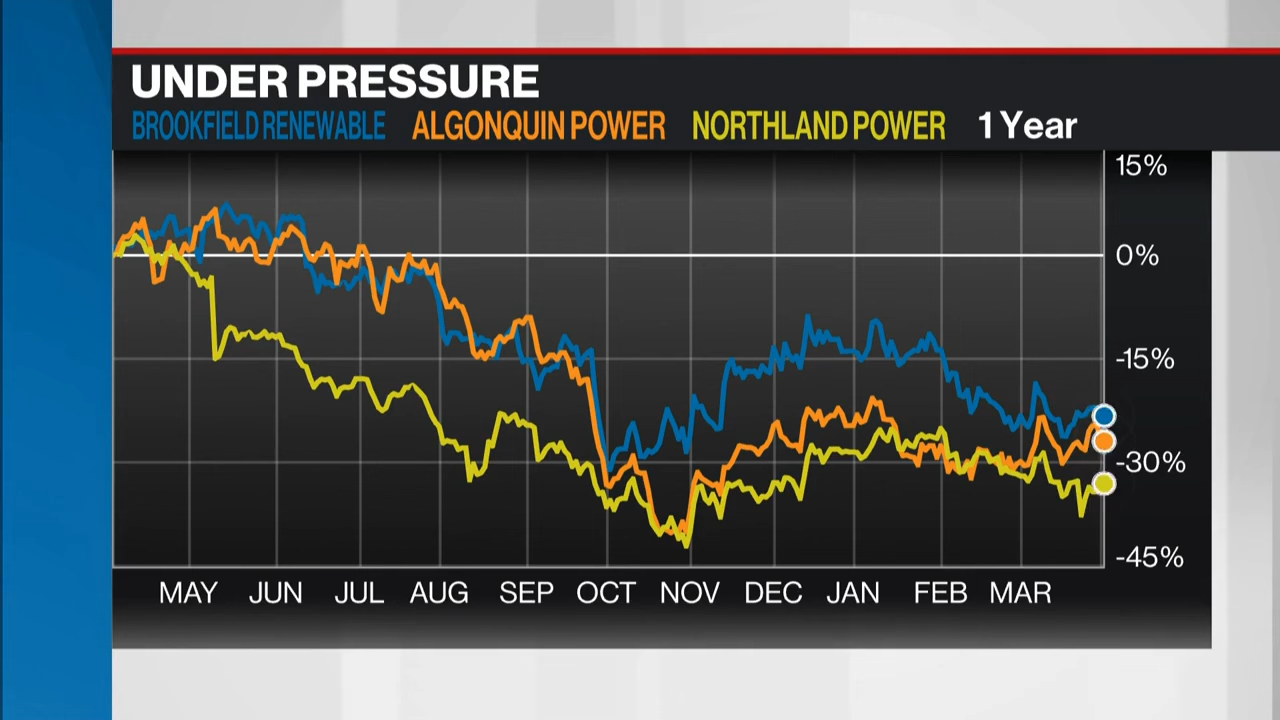 UNDER PRESSURE
BROOKFIELD RENEWABLE ALGONQUIN POWER NORTHLAND POWER 1 Year
15%
0%
-15%
-30%
-45%
MAY JUN JUL AUG SEP OCT NOV DEC JAN FEB MAR